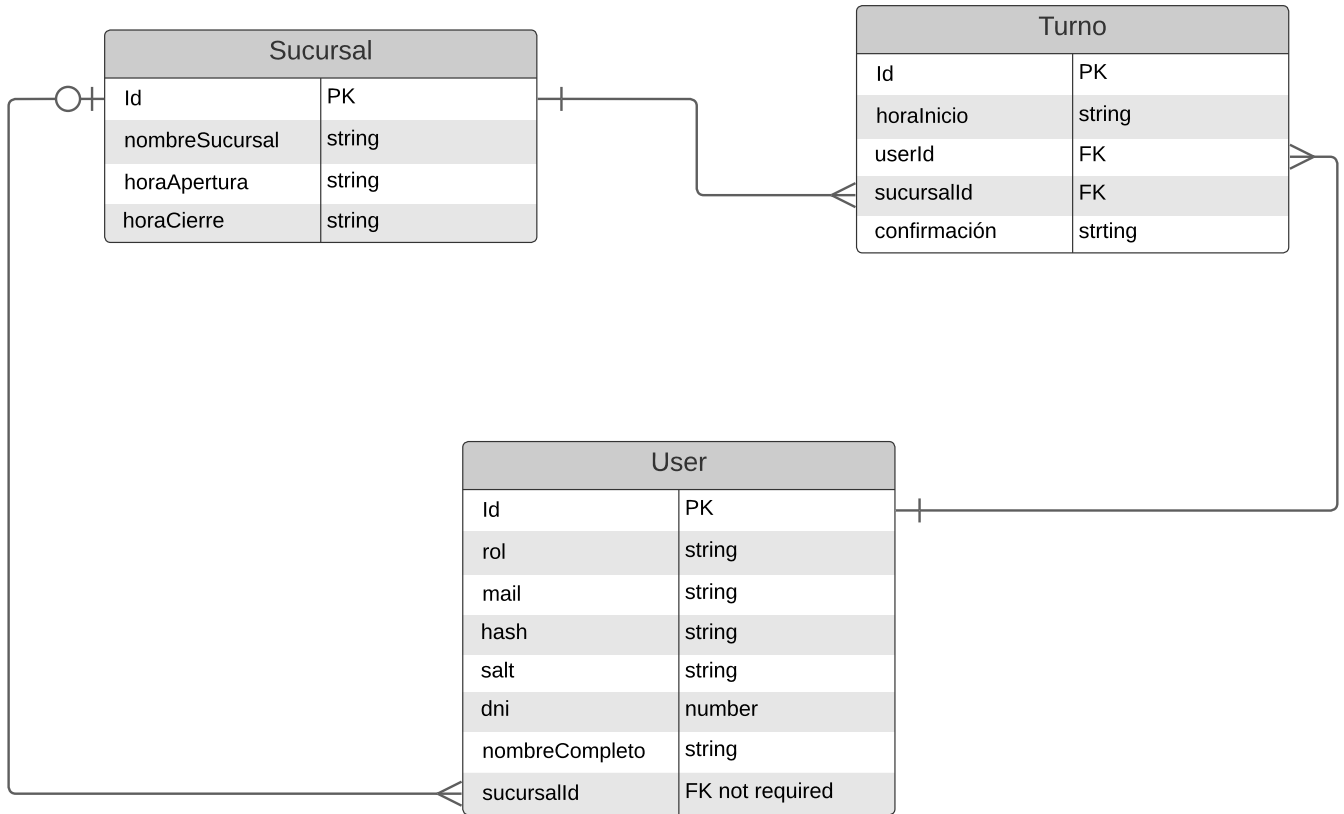 Sucursal
Id PK
nombreSucursal string
horaApertura string
horaCierre string
Turno
Id PK
horaInicio string
userId FK
sucursalId FK
confirmación strting
User
Id PK
rol string
mail string
hash string
salt string
dni number
nombreCompleto string
sucursalId FK not required